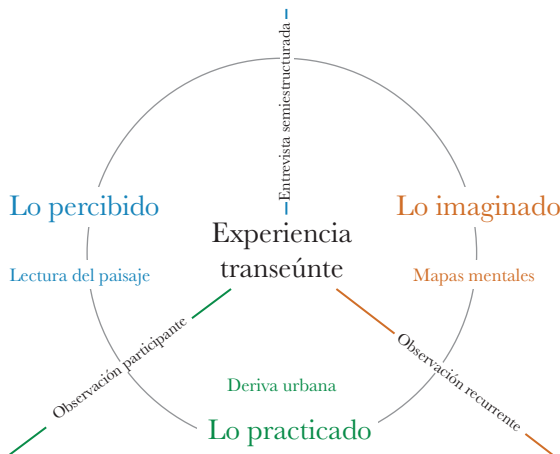 Entrevista semiestructurada
Lo percibido
Lo imaginado
Experiencia
transeúnte
Lectura del paisaje
Mapas mentales
Observación participante
Observación recurrente
Deriva urbana
Lo practicado